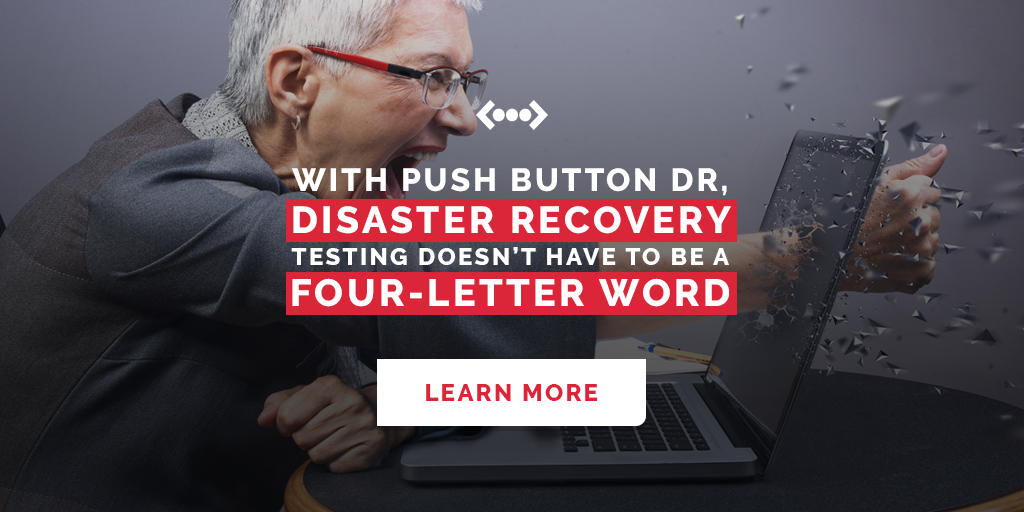 WITH PUSH BUTTON DR,
DISASTER RECOVERY
TESTING DOESN’T HAVE TO BE A
FOUR-LETTER WORD
LEARN MORE